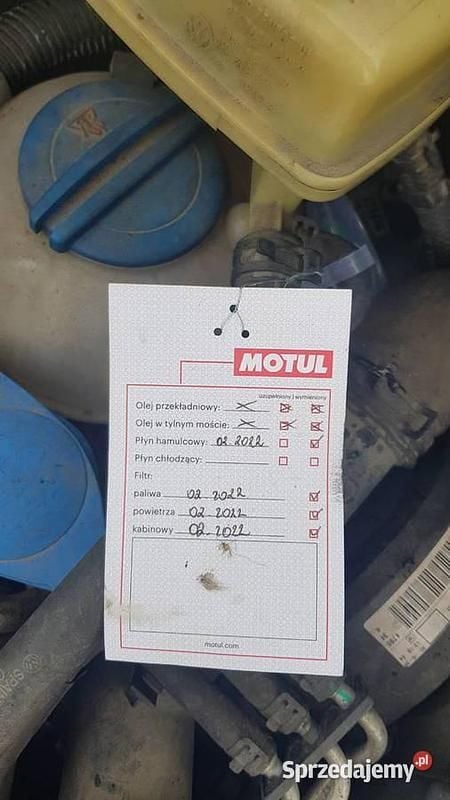 MOTUL
uzupełniony | wymieniony
Olej przekładniowy:
Olej w tylnym moście:
Płyn hamulcowy: 02 2022
Płyn chłodzący:
Filtr:
paliwa 02.2022
powietrza 02.2022
kabinowy 02.2022
motul.com
Sprzedajemy.pl